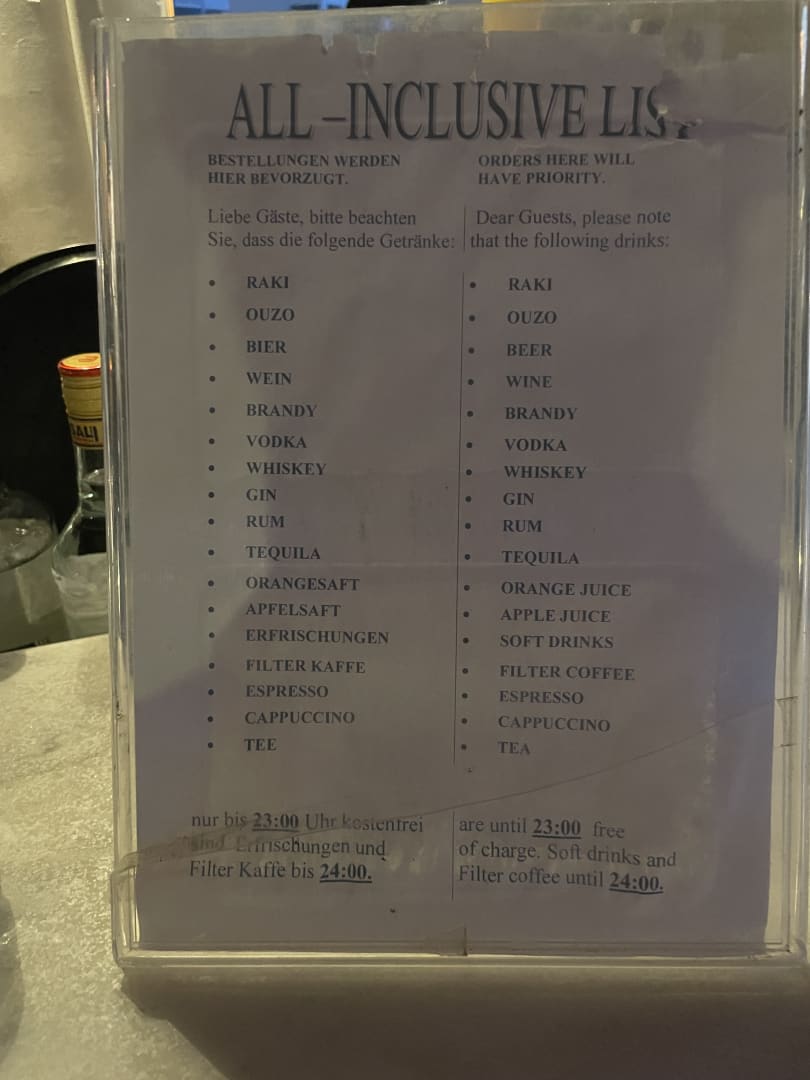 ALL –INCLUSIVE LIST
BESTELLUNGEN WERDEN
HIER BEVORZUGT.
Liebe Gäste, bitte beachten
Sie, dass die folgende Getränke:
RAKI
OUZO
BIER
WEIN
BRANDY
VODKA
WHISKEY
GIN
RUM
TEQUILA
ORANGESAFT
APFELSAFT
ERFRISCHUNGEN
FILTER KAFFE
ESPRESSO
CAPPUCCINO
TEE
nur bis 23:00 Uhr kostenfrei
sind. Erfrischungen und
Filter Kaffe bis 24:00.
ORDERS HERE WILL
HAVE PRIORITY.
Dear Guests, please note
that the following drinks:
RAKI
OUZO
BEER
WINE
BRANDY
VODKA
WHISKEY
GIN
RUM
TEQUILA
ORANGE JUICE
APPLE JUICE
SOFT DRINKS
FILTER COFFEE
ESPRESSO
CAPPUCCINO
TEA
are until 23:00 free
of charge. Soft drinks and
Filter coffee until 24:00.